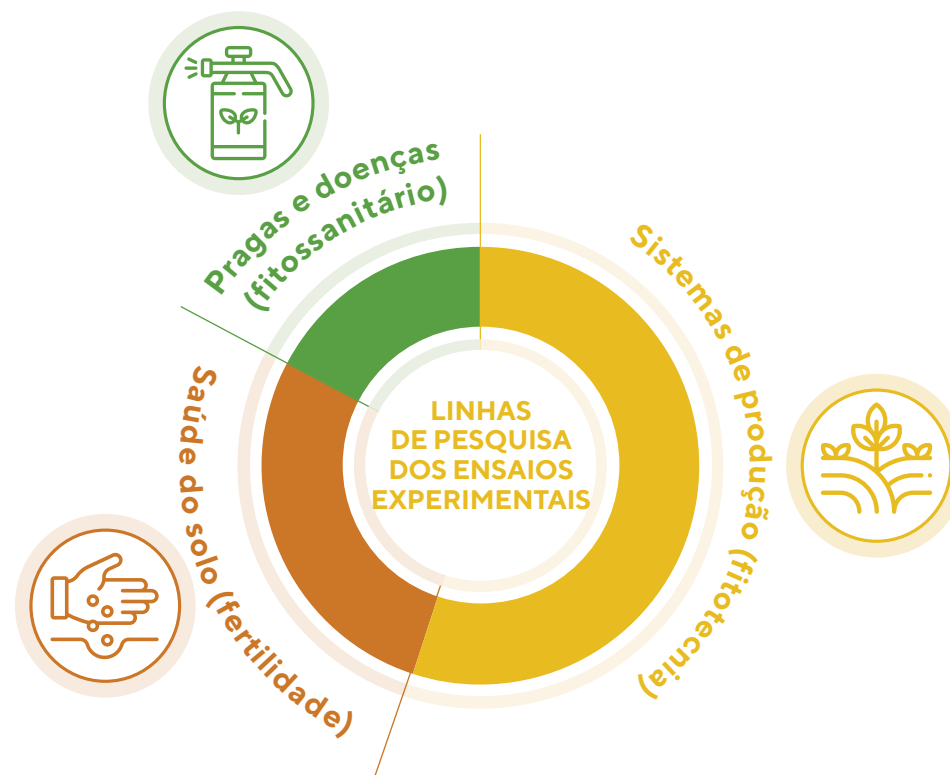 Pragas e doenças
(fitossanitário)
Sistemas de produção (fitotecnia)
LINHAS
DE PESQUISA
DOS ENSAIOS
EXPERIMENTAIS
Saúde do solo (fertilidade)